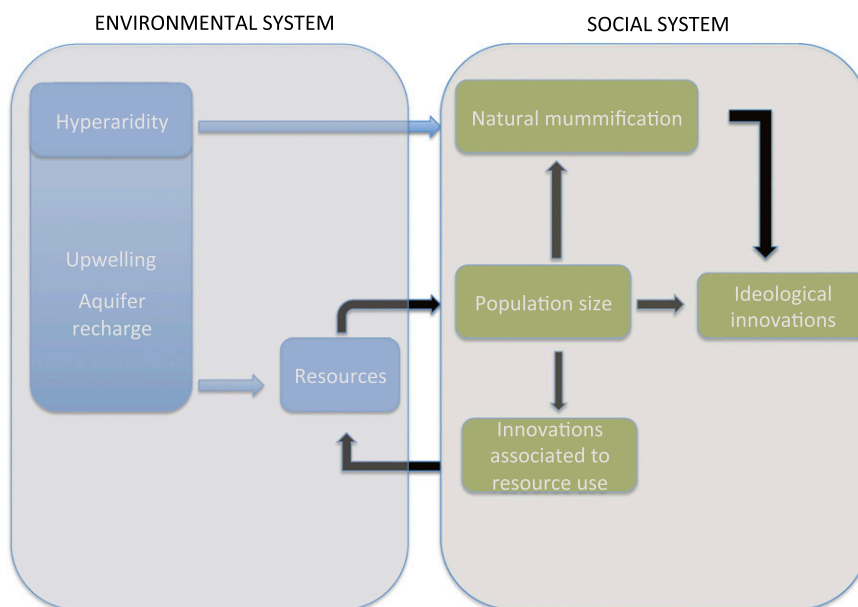 ENVIRONMENTAL SYSTEM
SOCIAL SYSTEM
Hyperaridity
Natural mummification
Upwelling
Aquifer
recharge
Population size
Ideological
innovations
Resources
Innovations
associated to
resource use